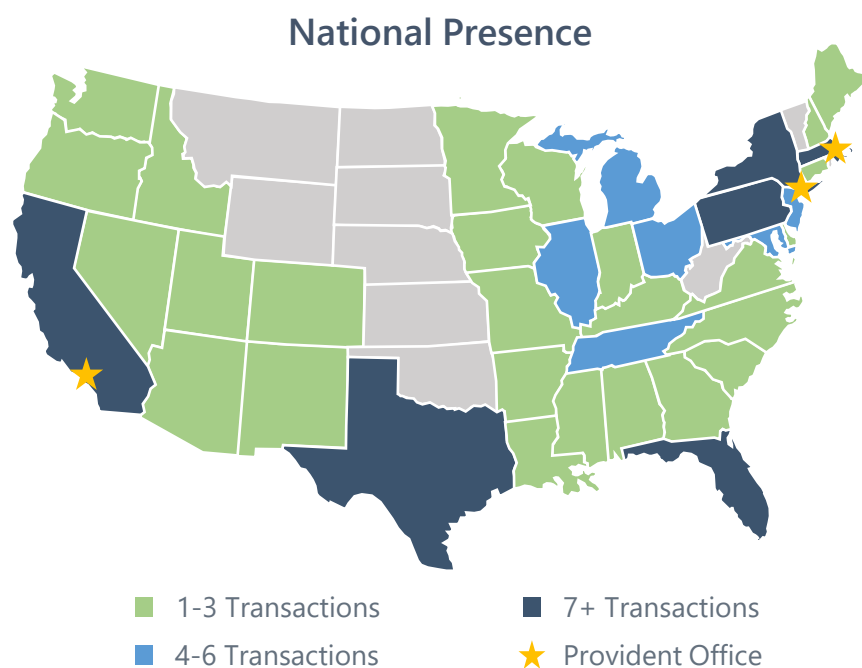 National Presence
1-3 Transactions
7+ Transactions
4-6 Transactions
Provident Office